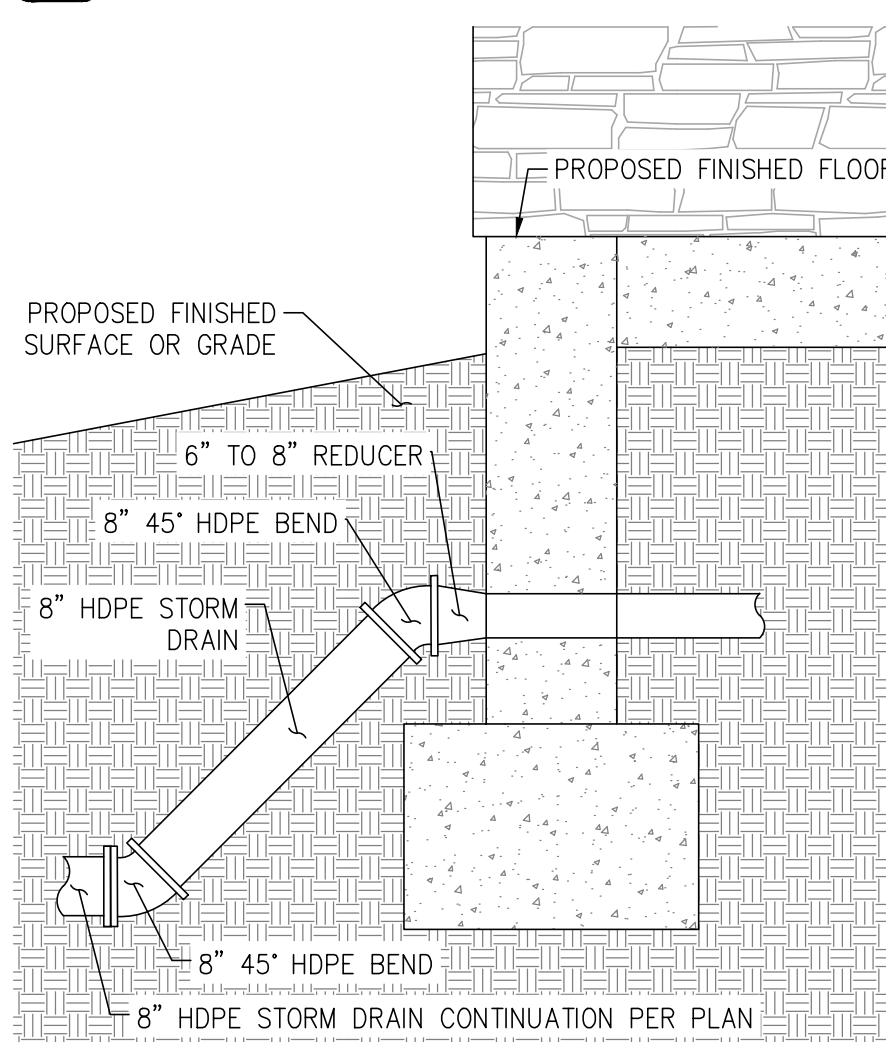 PROPOSED FINISHED FLOOR
PROPOSED FINISHED
SURFACE OR GRADE
6” TO 8” REDUCER
8” 45° HDPE BEND
8” HDPE STORM
DRAIN
8” 45° HDPE BEND
8” HDPE STORM DRAIN CONTINUATION PER PLAN